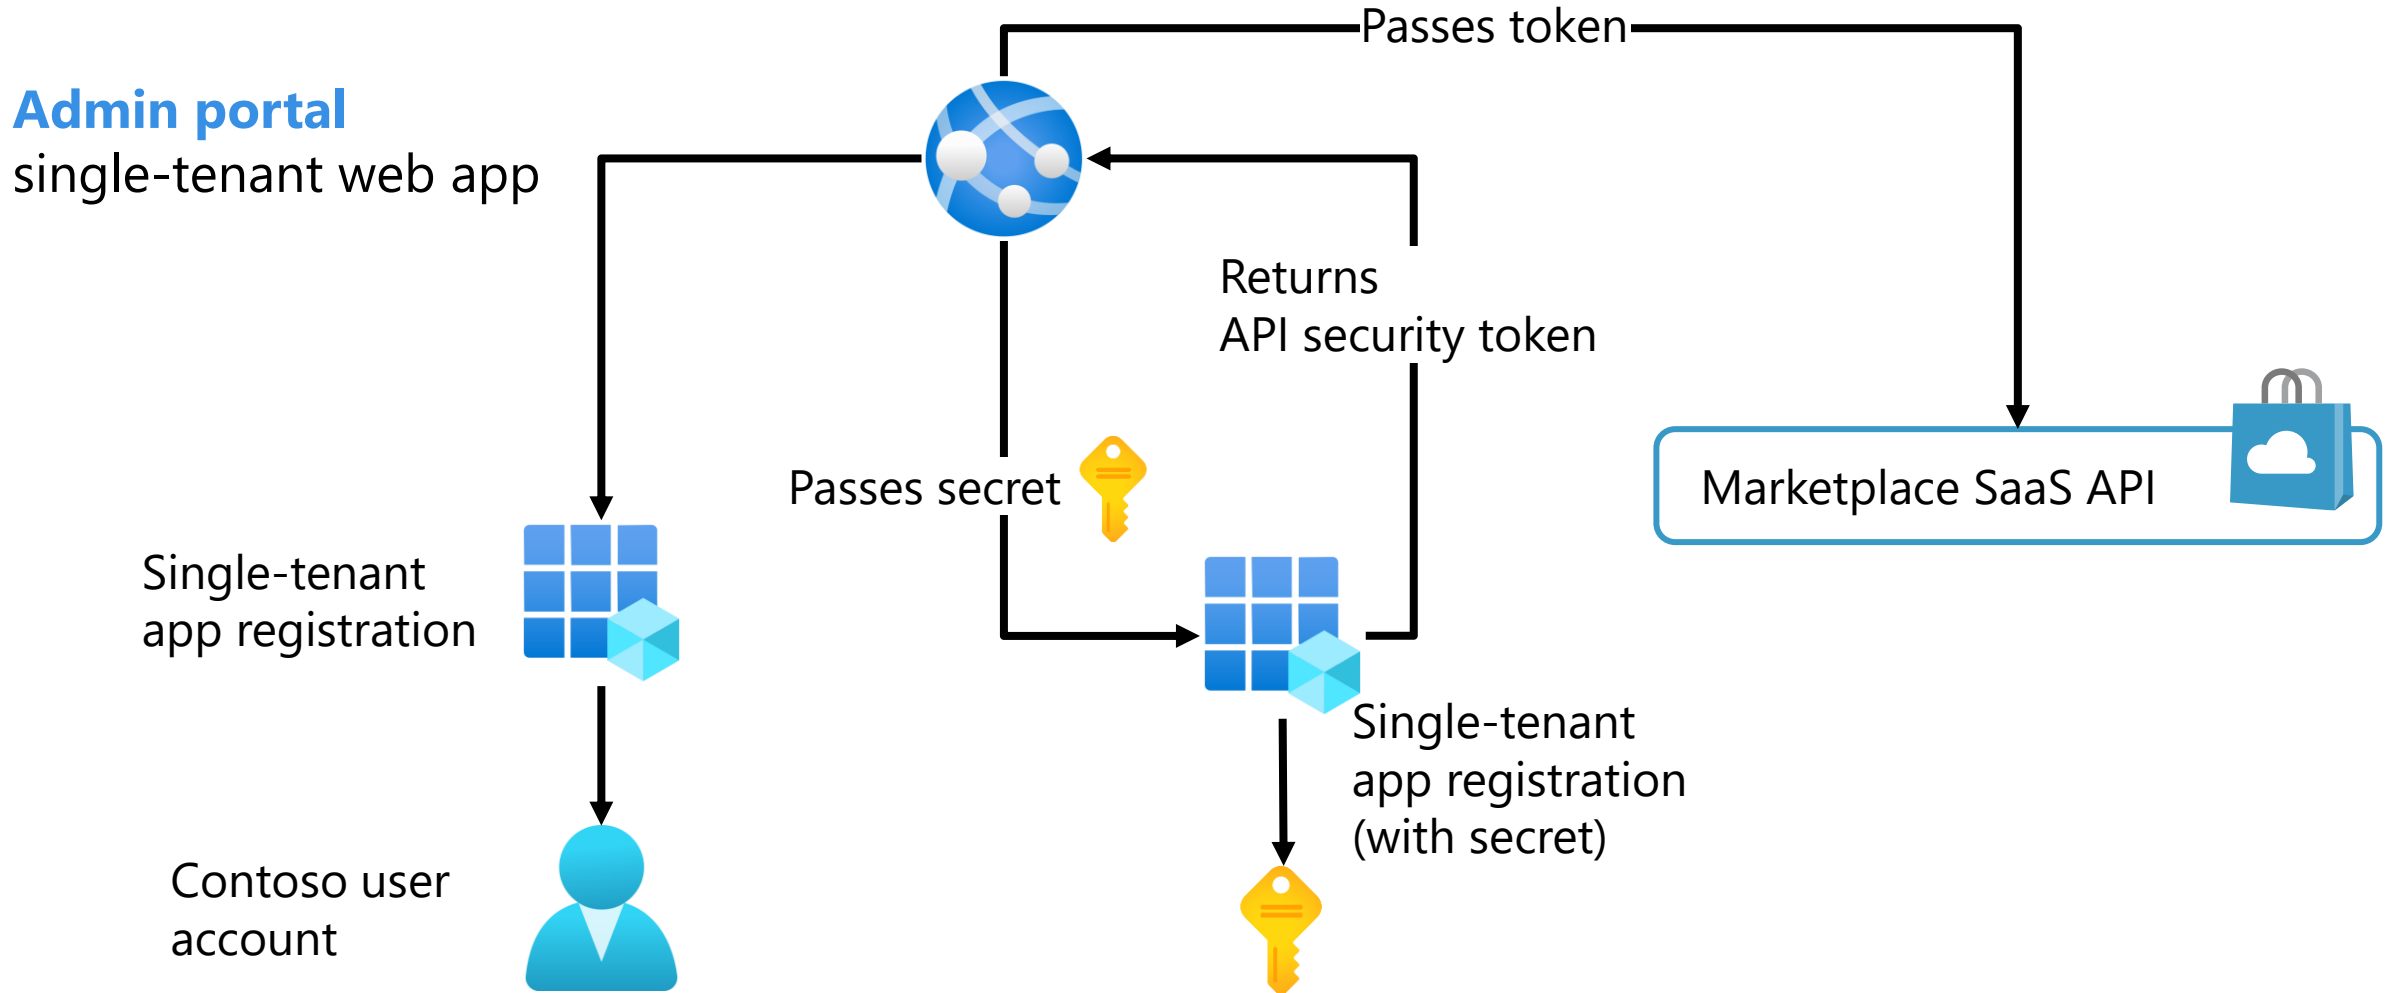 Passes token
Admin portal
single-tenant web app
Returns
API security token
Passes secret
Marketplace SaaS API
Single-tenant
app registration
Single-tenant
app registration
(with secret)
Contoso user
account